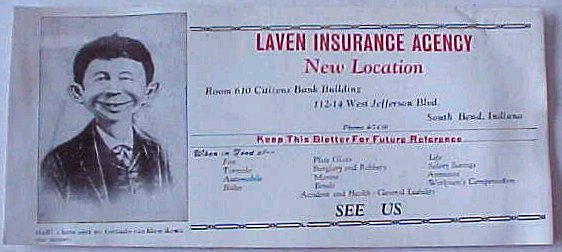 LAVEN INSURANCE AGENCY
New Location
Room 610 Citizens Bank Building
112-14 West Jefferson Blvd.
South Bend, Indiana
Phone
Keep This Blotter For Future Reference
When in Need of—
Fire Plate Glass Life
Tornado Burglary and Robbery Salary Savings
Automobile Marine Annuities
Boiler Bonds Workmen's Compensation
Accident and Health - General Liability
SEE US